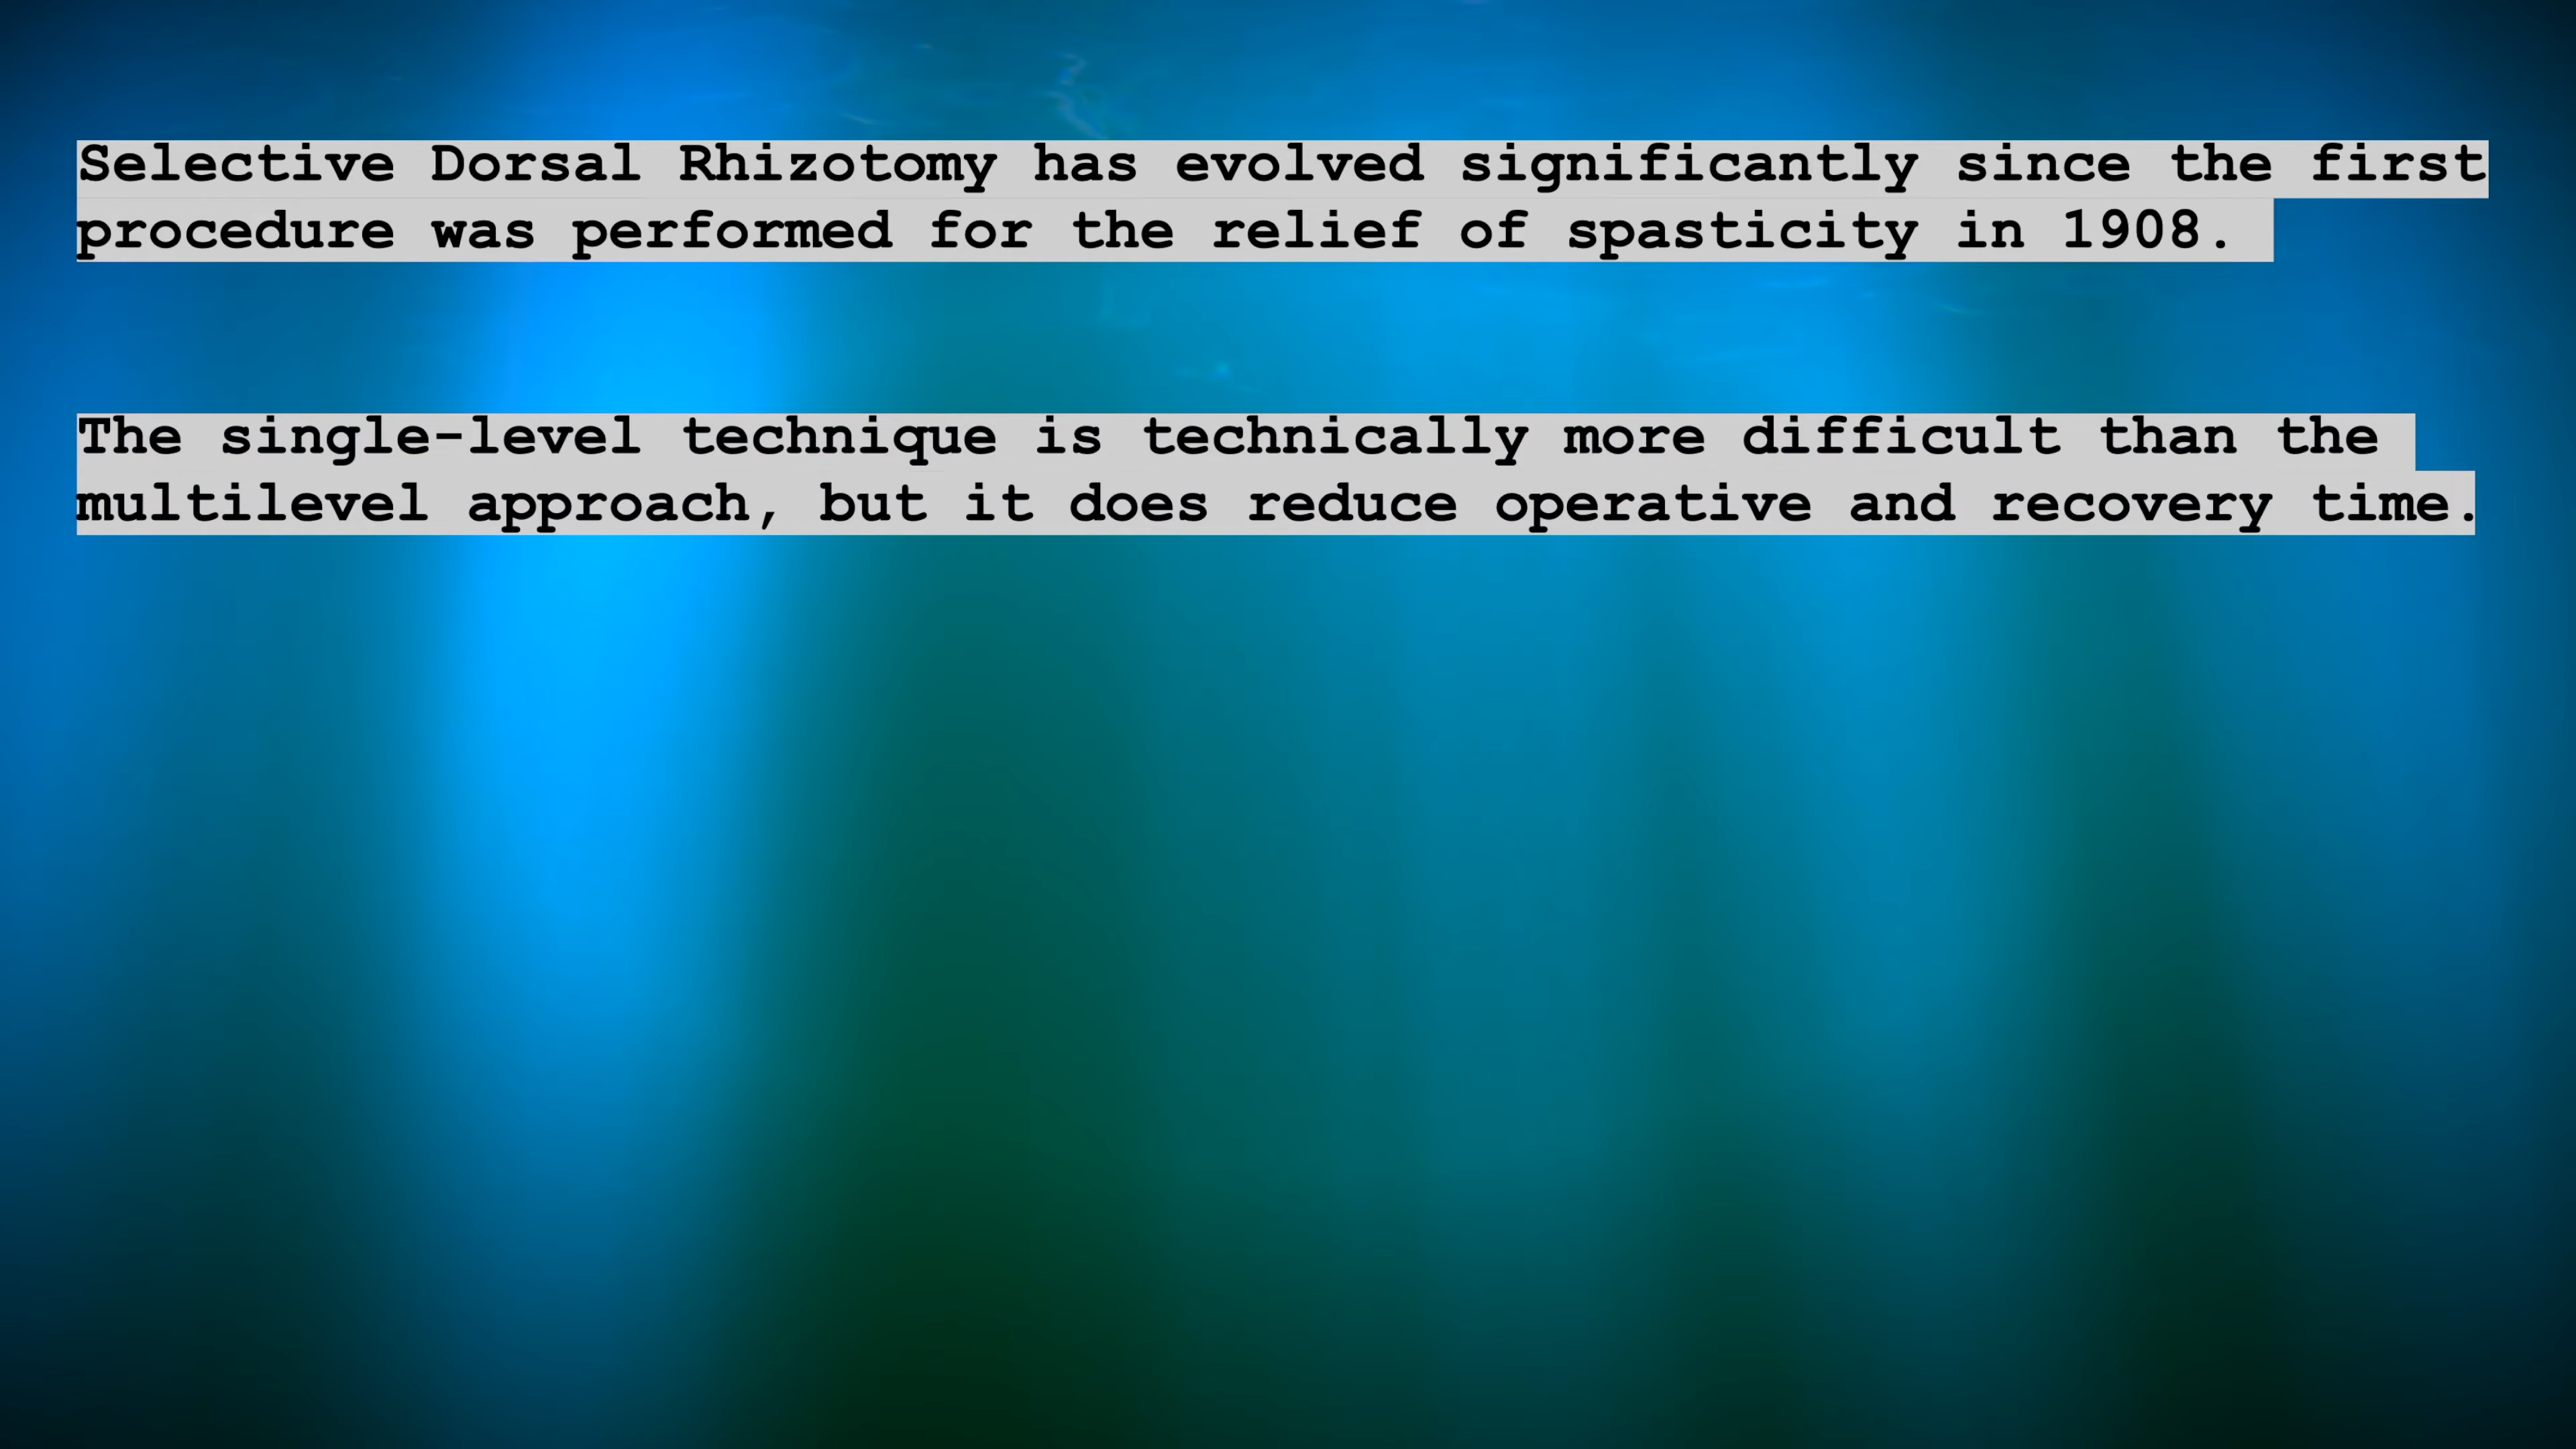 Selective Dorsal Rhizotomy has evolved significantly since the first
procedure was performed for the relief of spasticity in 1908.
The single-level technique is technically more difficult than the
multilevel approach, but it does reduce operative and recovery time.